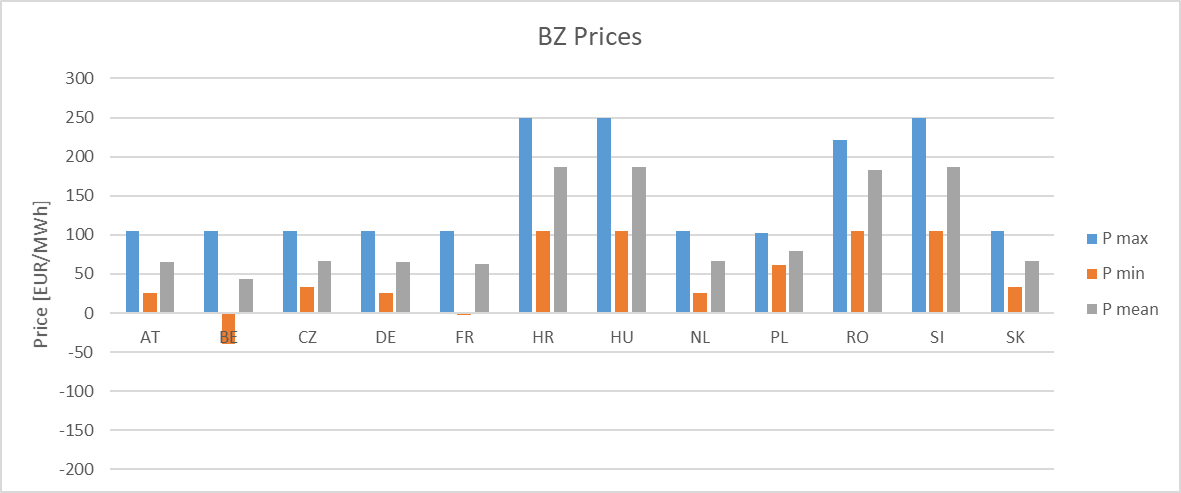 BZ Prices
Price [EUR/MWh]
300
250
200
150
100
50
0
-50
-100
-150
-200
AT BE CZ DE FR HR HU NL PL RO SI SK
P max
P min
P mean